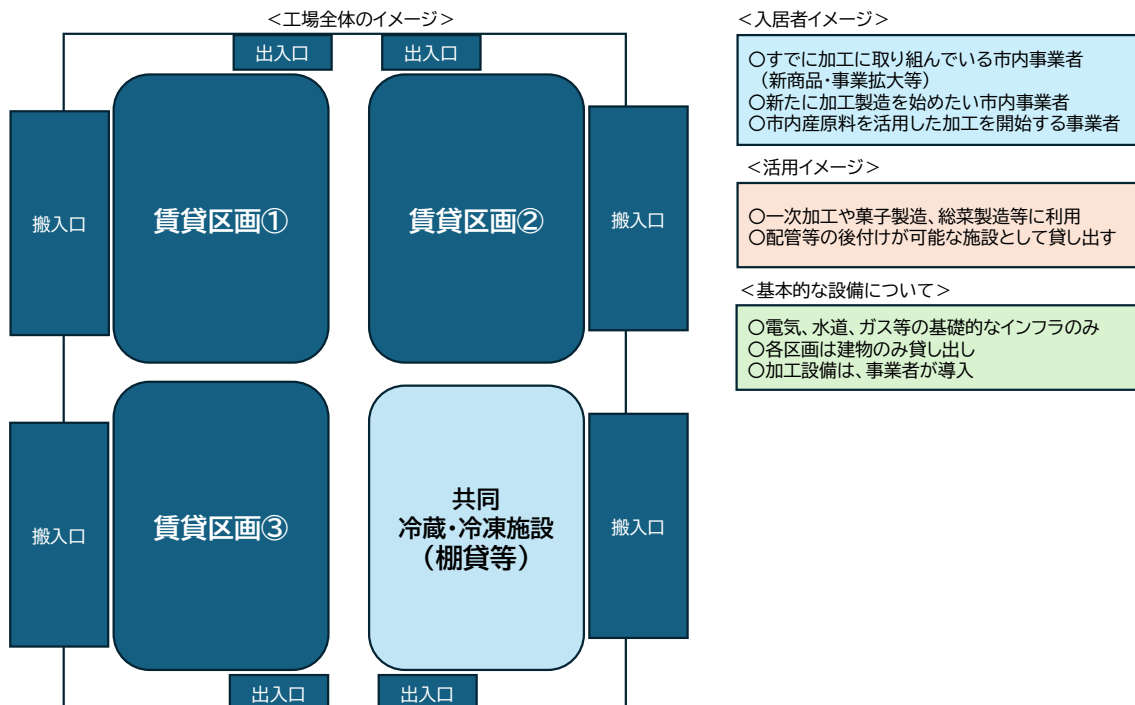 ＜工場全体のイメージ＞
出入口
出入口
搬入口
賃貸区画①
賃貸区画②
搬入口
搬入口
賃貸区画③
共同
冷蔵・冷凍施設
（棚貸等）
搬入口
出入口
出入口
＜入居者イメージ＞
〇すでに加工に取り組んでいる市内事業者
（新商品・事業拡大等）
〇新たに加工製造を始めたい市内事業者
〇市内産原料を活用した加工を開始する事業者
＜活用イメージ＞
〇一次加工や菓子製造、総菜製造等に利用
〇配管等の後付けが可能な施設として貸し出す
＜基本的な設備について＞
〇電気、水道、ガス等の基礎的なインフラのみ
〇各区画は建物のみ貸し出し
〇加工設備は、事業者が導入